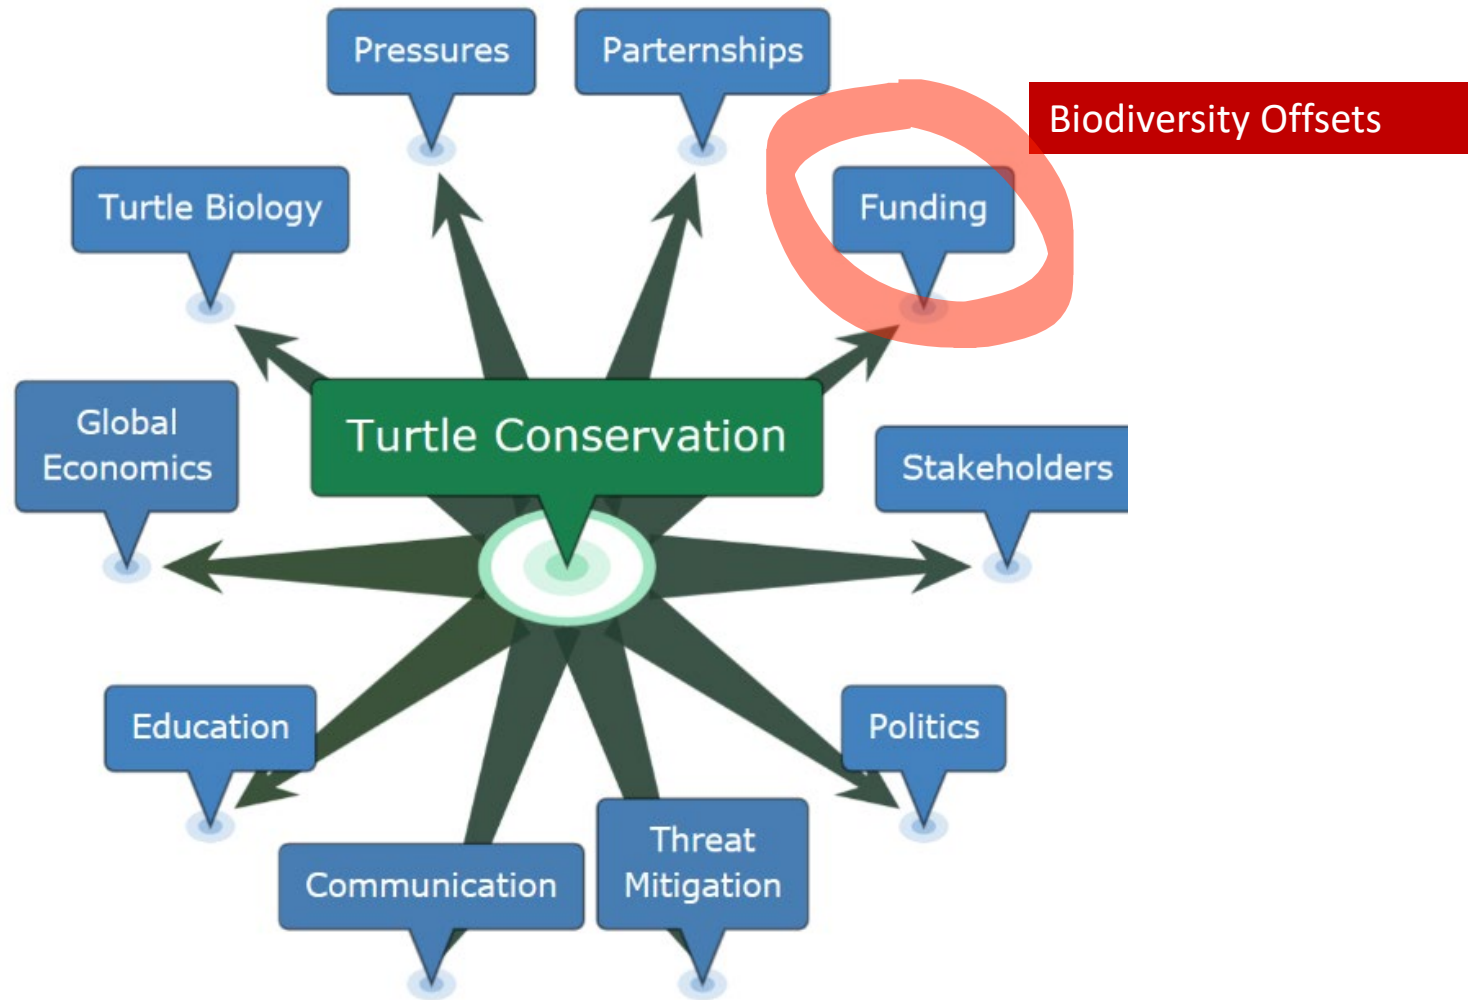 Pressures
Parternships
Biodiversity Offsets
Turtle Biology
Funding
Global
Economics
Turtle Conservation
Stakeholders
Education
Politics
Communication
Threat
Mitigation